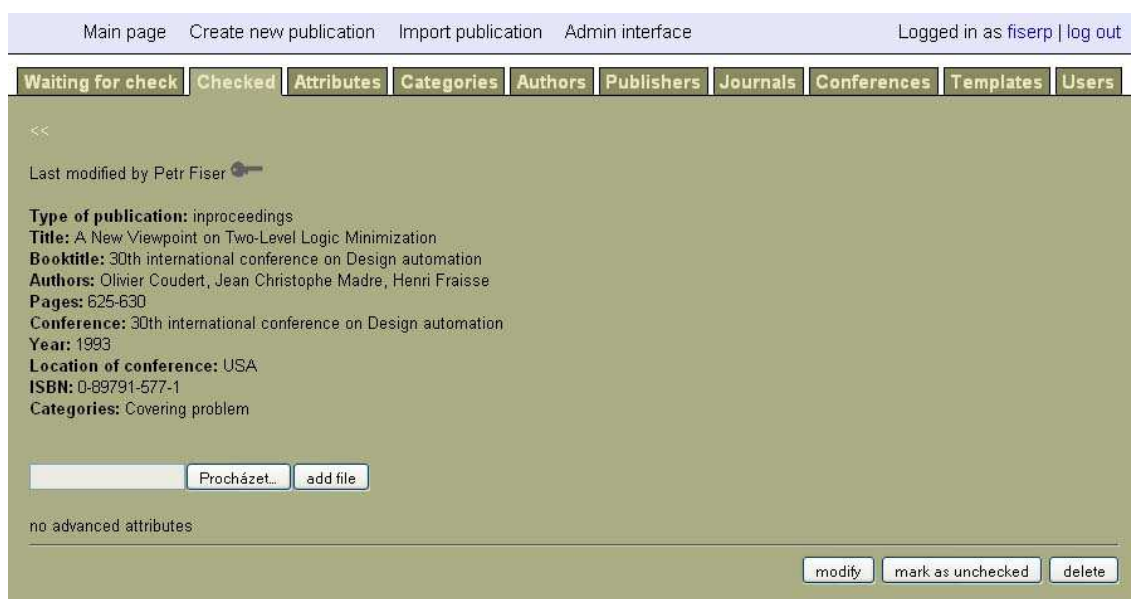 Main page Create new publication Import publication Admin interface Logged in as fiserp | log out
Waiting for check Checked Attributes Categories Authors Publishers Journals Conferences Templates Users
<<
Last modified by Petr Fiser
Type of publication: inproceedings
Title: A New Viewpoint on Two-Level Logic Minimization
Booktitle: 30th international conference on Design automation
Authors: Olivier Coudert, Jean Christophe Madre, Henri Fraisse
Pages: 625-630
Conference: 30th international conference on Design automation
Year: 1993
Location of conference: USA
ISBN: 0-89791-577-1
Categories: Covering problem
Procházet... add file
no advanced attributes
modify mark as unchecked delete